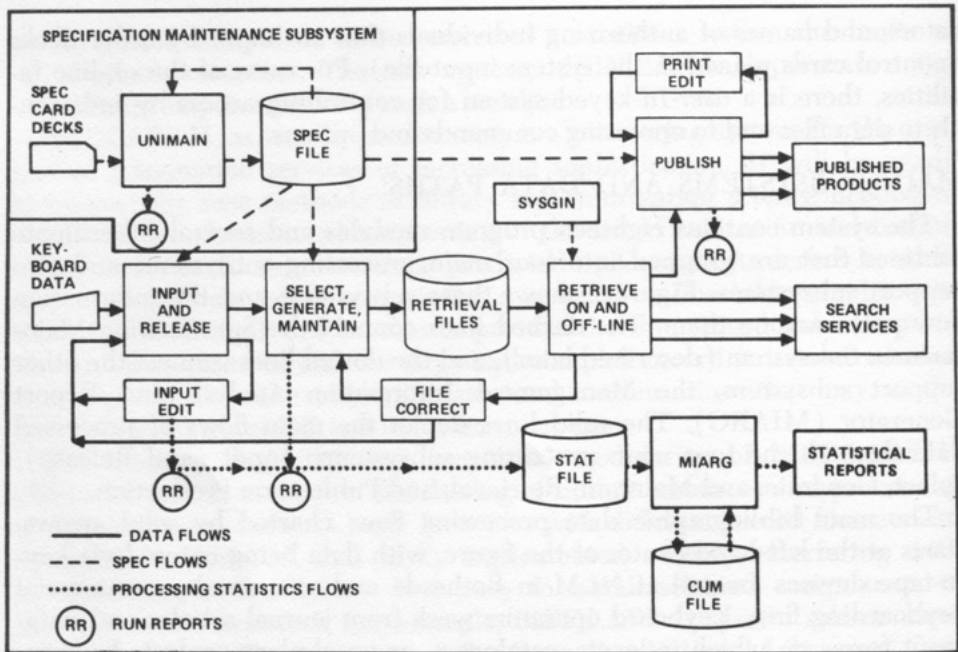 SPECIFICATION MAINTENANCE SUBSYSTEM
SPEC
CARD
DECKS
UNIMAIN
SPEC
FILE
PRINT
EDIT
PUBLISH
PUBLISHED
PRODUCTS
SYSGIN
RR
RR
KEY-
BOARD
DATA
INPUT
AND
RELEASE
SELECT,
GENERATE,
MAINTAIN
RETRIEVAL
FILES
RETRIEVE
ON AND
OFF-LINE
SEARCH
SERVICES
INPUT
EDIT
FILE
CORRECT
RR
RR
STAT
FILE
MIARG
STATISTICAL
REPORTS
CUM
FILE
DATA FLOWS
SPEC FLOWS
PROCESSING STATISTICS FLOWS
RR RUN REPORTS